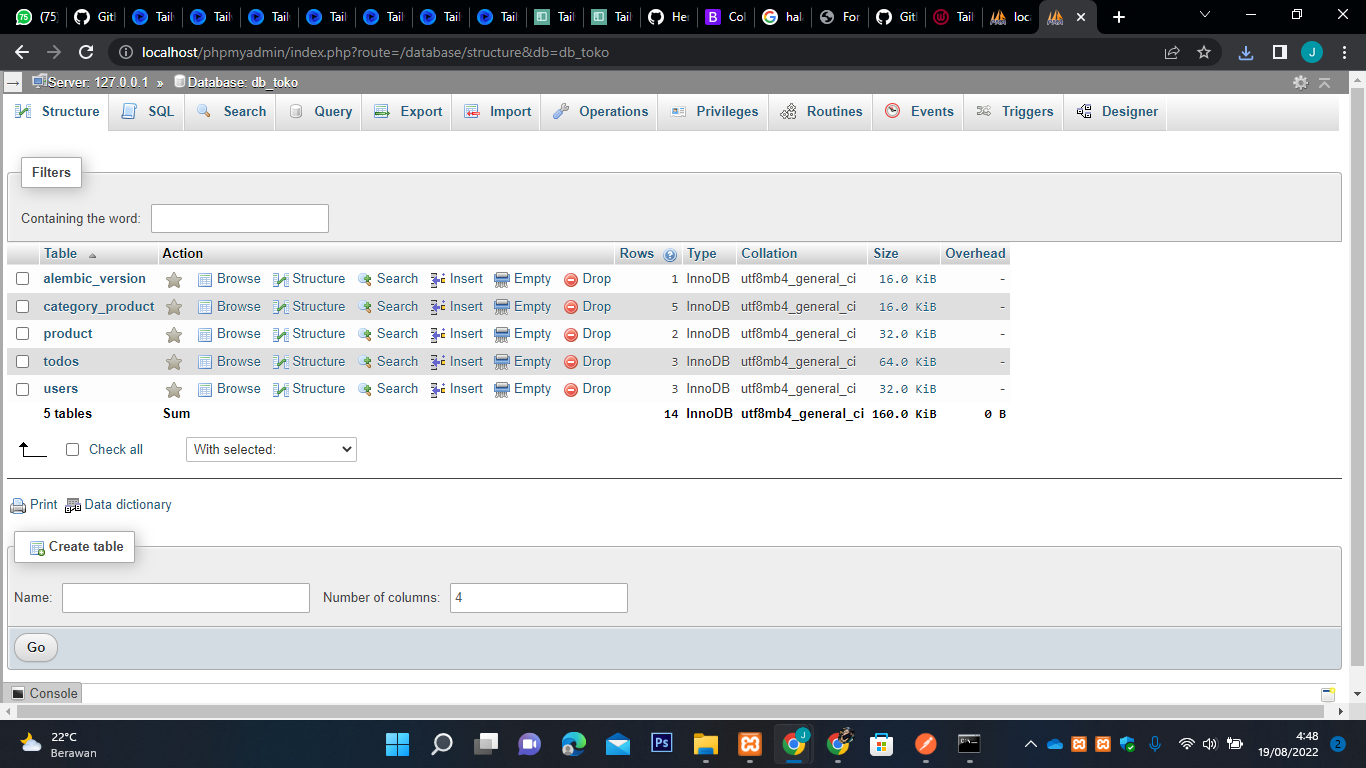 (75)
Gith
Tail
Tail
Tail
Tail
Tail
Tail
Tail
Tail
Tail
Her
Col
hala
For
Gith
Tail
loca
localhost/phpmyadmin/index.php?route=/database/structure&db=db_toko
J
Server: 127.0.0.1 » Database: db_toko
Structure SQL Search Query Export Import Operations Privileges Routines Events Triggers Designer
Filters
Containing the word:
Table Action Rows Type Collation Size Overhead
alembic_version Browse Structure Search Insert Empty Drop 1 InnoDB utf8mb4_general_ci 16.0 KiB -
category_product Browse Structure Search Insert Empty Drop 5 InnoDB utf8mb4_general_ci 16.0 KiB -
product Browse Structure Search Insert Empty Drop 2 InnoDB utf8mb4_general_ci 32.0 KiB -
todos Browse Structure Search Insert Empty Drop 3 InnoDB utf8mb4_general_ci 64.0 KiB -
users Browse Structure Search Insert Empty Drop 3 InnoDB utf8mb4_general_ci 32.0 KiB -
5 tables Sum 14 InnoDB utf8mb4_general_ci 160.0 KiB 0 B
Check all With selected:
Print Data dictionary
Create table
Name: Number of columns: 4
Go
Console
22°C
Berawan
Ps
4:48
19/08/2022
2